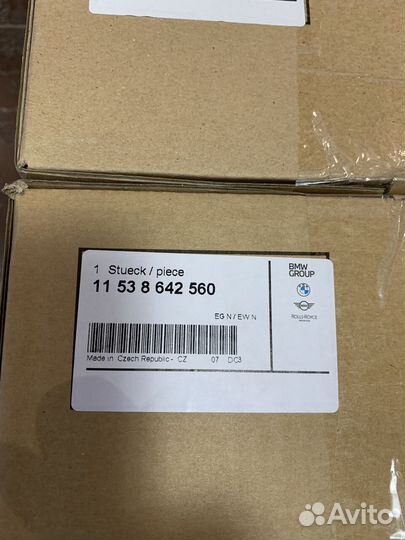 1 Stueck / piece
11 53 8 642 560
EG N / EW N
Made in Czech Republic - CZ 07 DC3
BMW
GROUP
MINI
ROLLS-ROYCE
Avito